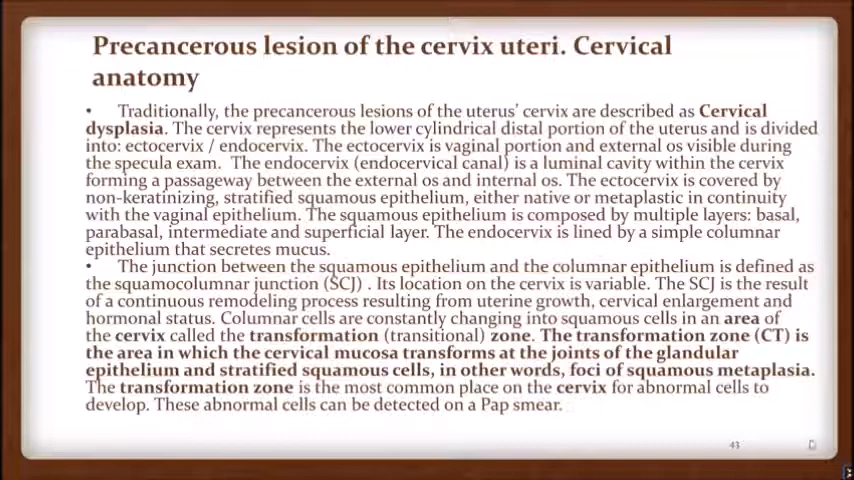 Precancerous lesion of the cervix uteri. Cervical
anatomy
• Traditionally, the precancerous lesions of the uterus' cervix are described as Cervical
dysplasia. The cervix represents the lower cylindrical distal portion of the uterus and is divided
into: ectocervix / endocervix. The ectocervix is vaginal portion and external os visible during
the specula exam. The endocervix (endocervical canal) is a luminal cavity within the cervix
forming a passageway between the external os and internal os. The ectocervix is covered by
non-keratinizing, stratified squamous epithelium, either native or metaplastic in continuity
with the vaginal epithelium. The squamous epithelium is composed by multiple layers: basal,
parabasal, intermediate and superficial layer. The endocervix is lined by a simple columnar
epithelium that secretes mucus.
• The junction between the squamous epithelium and the columnar epithelium is defined as
the squamocolumnar junction (SCJ) . Its location on the cervix is variable. The SCJ is the result
of a continuous remodeling process resulting from uterine growth, cervical enlargement and
hormonal status. Columnar cells are constantly changing into squamous cells in an area of
the cervix called the transformation (transitional) zone. The transformation zone (CT) is
the area in which the cervical mucosa transforms at the joints of the glandular
epithelium and stratified squamous cells, in other words, foci of squamous metaplasia.
The transformation zone is the most common place on the cervix for abnormal cells to
develop. These abnormal cells can be detected on a Pap smear.
43